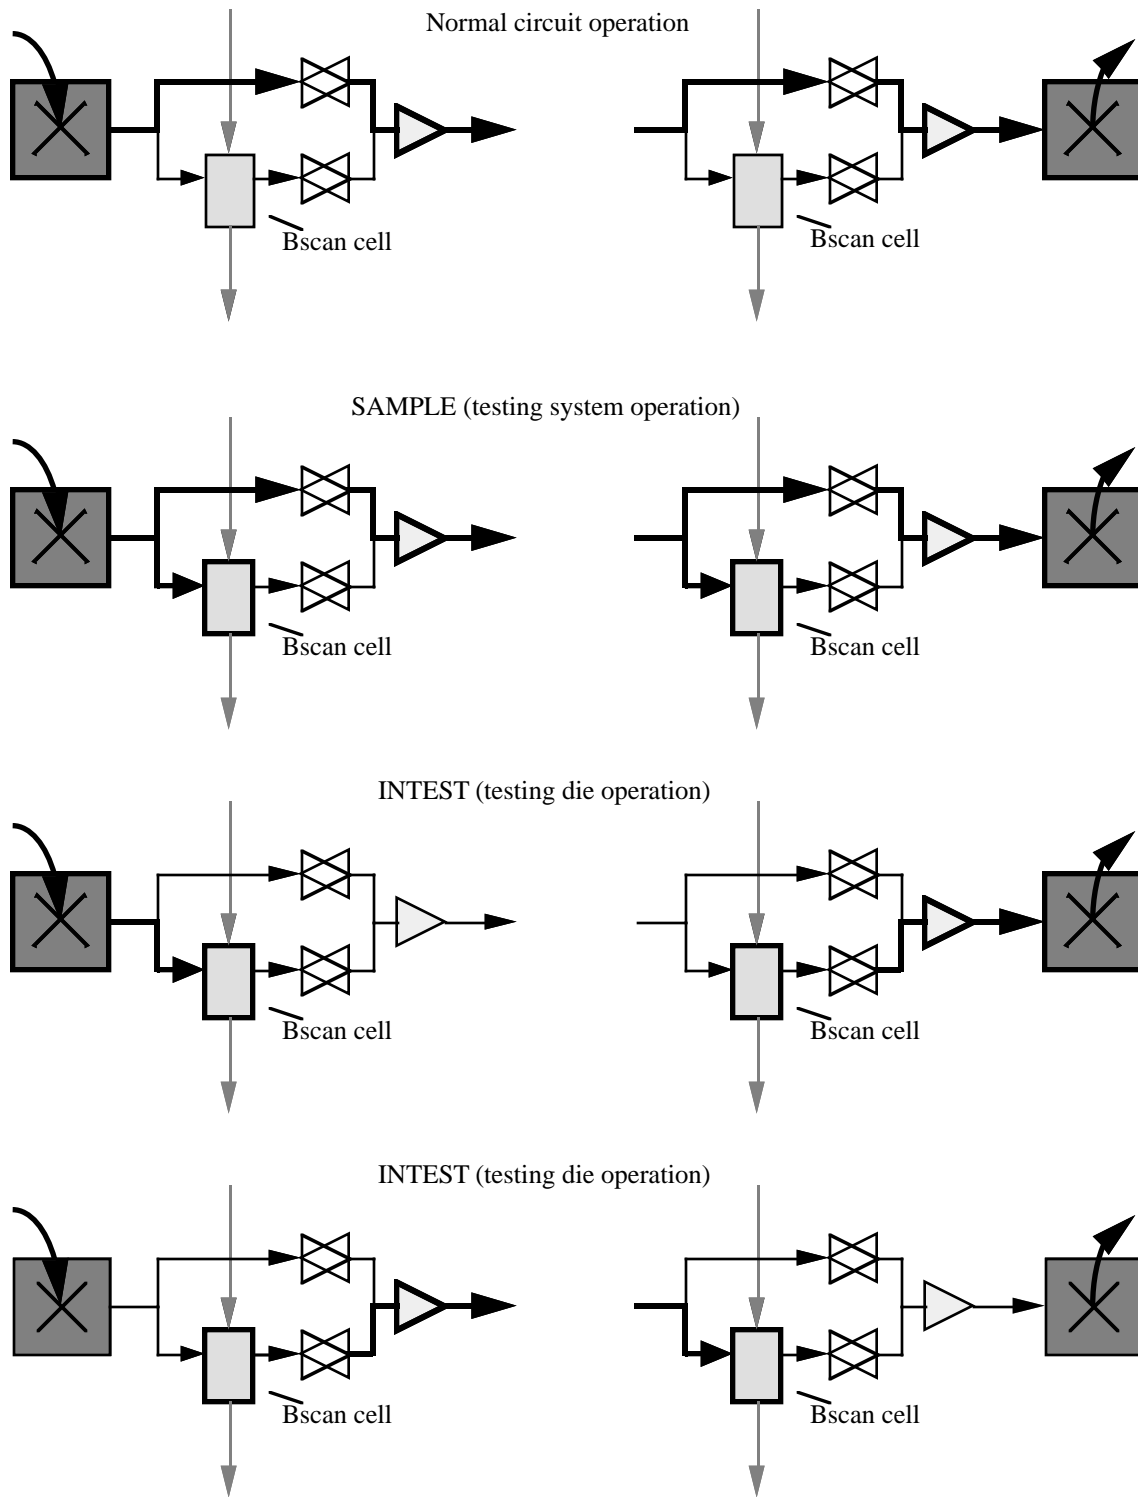 Normal circuit operation
Bscan cell
Bscan cell
SAMPLE (testing system operation)
Bscan cell
Bscan cell
INTEST (testing die operation)
Bscan cell
Bscan cell
INTEST (testing die operation)
Bscan cell
Bscan cell